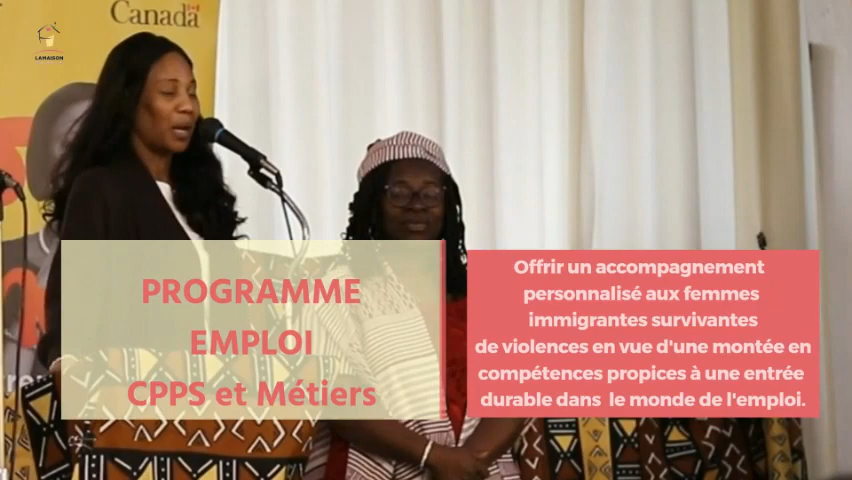 Canada
LAMAISON
PROGRAMME
EMPLOI
CPPS et Métiers
Offrir un accompagnement
personnalisé aux femmes
immigrantes survivantes
de violences en vue d'une montée en
compétences propices à une entrée
durable dans le monde de l'emploi.